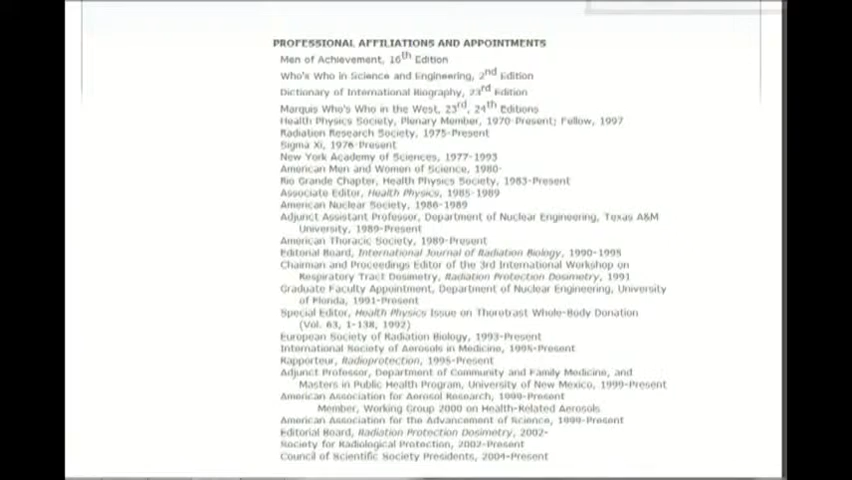 PROFESSIONAL AFFILIATIONS AND APPOINTMENTS
Men of Achievement, 16th Edition
Who's Who in Science and Engineering, 2nd Edition
Dictionary of International Biography, 23rd Edition
Marquis Who's Who in the West, 23rd, 24th Editions
Health Physics Society, Plenary Member, 1970-Present; Fellow, 1997
Radiation Research Society, 1975-Present
Sigma Xi, 1976-Present
New York Academy of Sciences, 1977-1993
American Men and Women of Science, 1980-
Rio Grande Chapter, Health Physics Society, 1983-Present
Associate Editor, Health Physics, 1985-1989
American Nuclear Society, 1986-1989
Adjunct Assistant Professor, Department of Nuclear Engineering, Texas A&M
University, 1989-Present
American Thoracic Society, 1989-Present
Editorial Board, International Journal of Radiation Biology, 1990-1995
Chairman and Proceedings Editor of the 3rd International Workshop on
Respiratory Tract Dosimetry, Radiation Protection Dosimetry, 1991
Graduate Faculty Appointment, Department of Nuclear Engineering, University
of Florida, 1991-Present
Special Editor, Health Physics Issue on Thorotrast Whole-Body Donation
(Vol. 63, 1-138, 1992)
European Society of Radiation Biology, 1993-Present
International Society of Aerosols in Medicine, 1995-Present
Rapporteur, Radioprotection, 1995-Present
Adjunct Professor, Department of Community and Family Medicine, and
Masters in Public Health Program, University of New Mexico, 1999-Present
American Association for Aerosol Research, 1999-Present
Member, Working Group 2000 on Health-Related Aerosols
American Association for the Advancement of Science, 1999-Present
Editorial Board, Radiation Protection Dosimetry, 2002-
Society for Radiological Protection, 2002-Present
Council of Scientific Society Presidents, 2004-Present